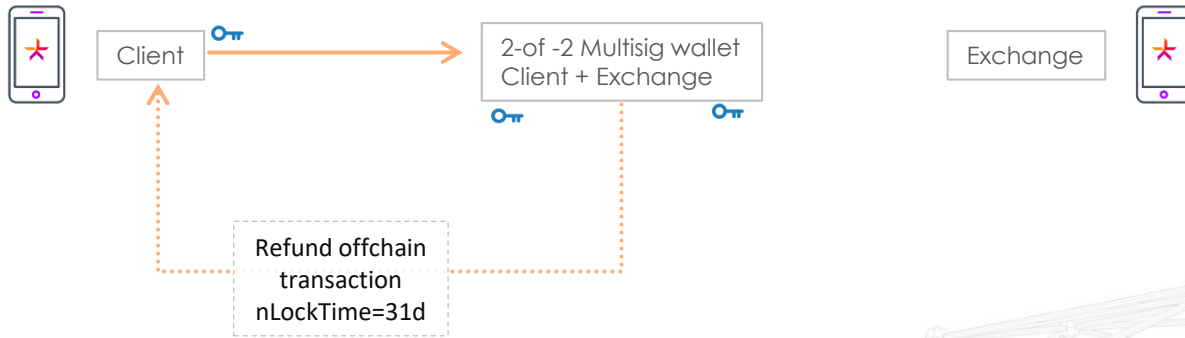 Client
2-of -2 Multisig wallet
Client + Exchange
Exchange
Refund offchain
transaction
nLockTime=31d